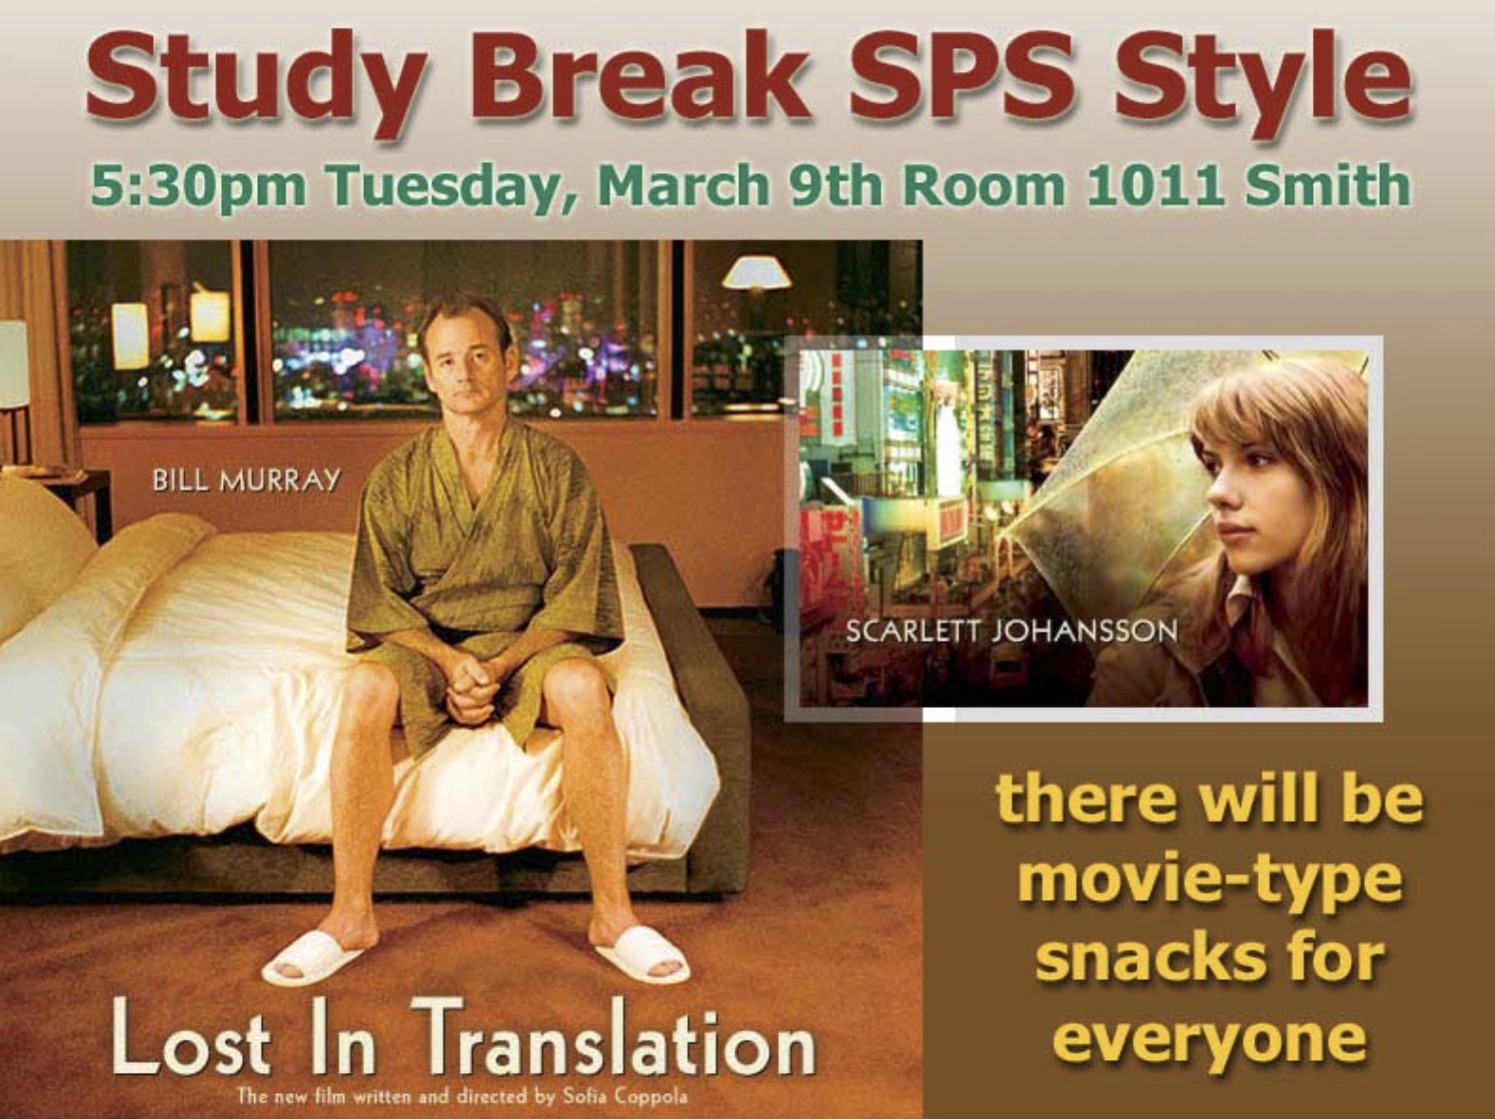 Study Break SPS Style
5:30pm Tuesday, March 9th Room 1011 Smith
BILL MURRAY
SCARLETT JOHANSSON
there will be
movie-type
snacks for
everyone
Lost In Translation
The new film written and directed by Sofia Coppola